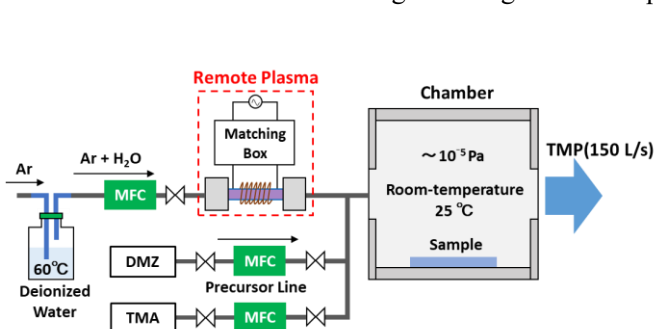 Remote Plasma
Chamber
Matching
Box
Ar
Ar + H₂O
MFC
~ 10⁻⁵ Pa
TMP(150 L/s)
Room-temperature
25 ℃
Sample
60℃
Deionized
Water
DMZ
MFC
Precursor Line
TMA
MFC